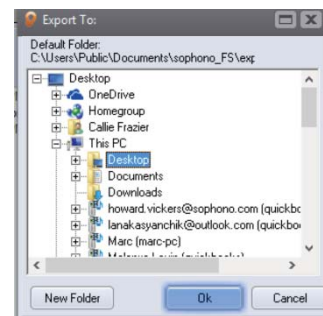 Export To:
Default Folder:
C:\Users\Public\Documents\sophono_FS\exp
Desktop
OneDrive
Homegroup
Callie Frazier
This PC
Desktop
Documents
Downloads
howard.vickers@sophono.com (quickbo
lanakasyanchik@outlook.com (quickbo
Marc (marc-pc)
New Folder
Ok
Cancel